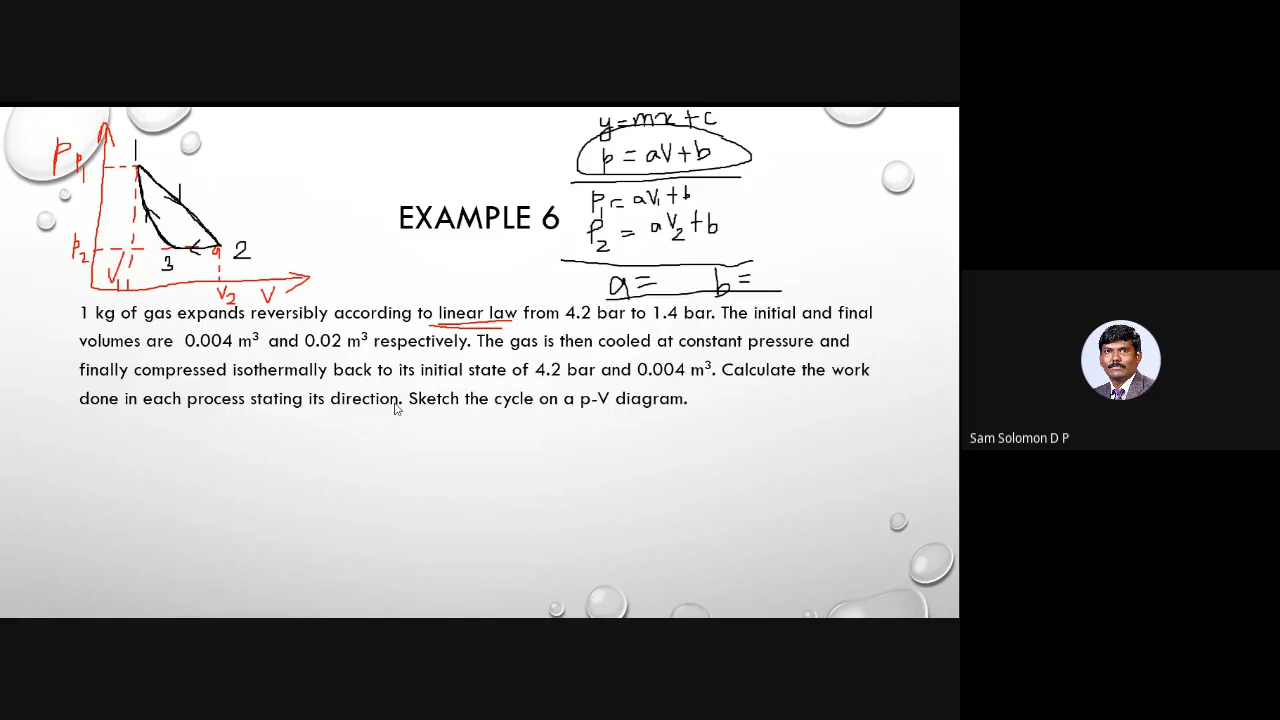 y=mx+c
p = aV+b
P1 = aV1+b
P2 = aV2+b
a= b=
P P1 1
P2 3 2
V1 V2 V
EXAMPLE 6
1 kg of gas expands reversibly according to linear law from 4.2 bar to 1.4 bar. The initial and final
volumes are 0.004 m³ and 0.02 m³ respectively. The gas is then cooled at constant pressure and
finally compressed isothermally back to its initial state of 4.2 bar and 0.004 m³. Calculate the work
done in each process stating its direction. Sketch the cycle on a p-V diagram.
Sam Solomon D P